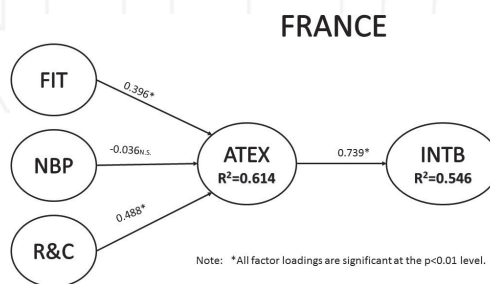 FRANCE
FIT
0.396*
NBP
-0.036N.S.
R&C
0.488*
ATEX
R²=0.614
0.739*
INTB
R²=0.546
Note: *All factor loadings are significant at the p<0.01 level.